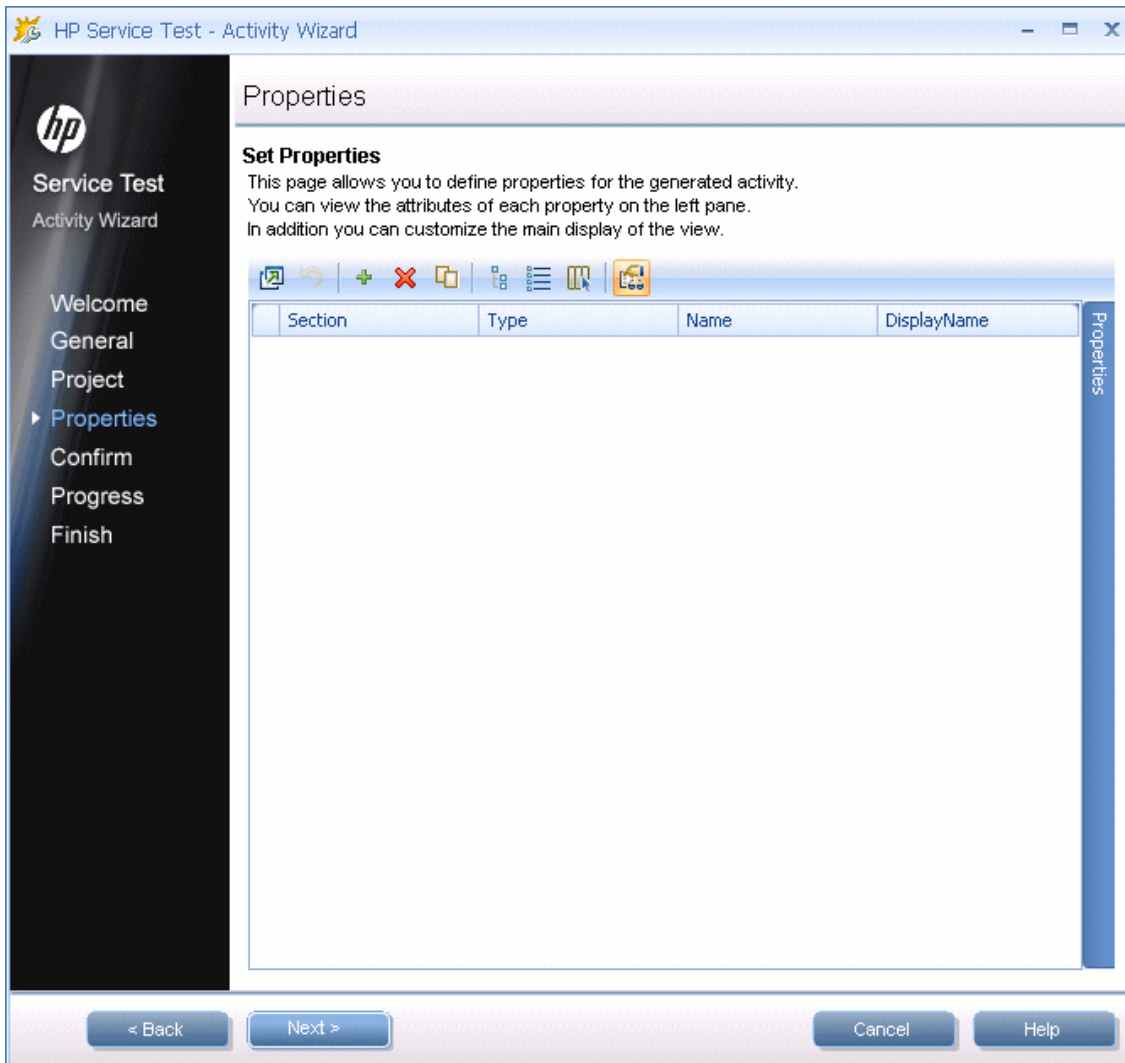 HP Service Test - Activity Wizard
hp
Service Test
Activity Wizard
Welcome
General
Project
Properties
Confirm
Progress
Finish
Properties
Set Properties
This page allows you to define properties for the generated activity.
You can view the attributes of each property on the left pane.
In addition you can customize the main display of the view.
Section Type Name DisplayName
Properties
< Back Next > Cancel Help